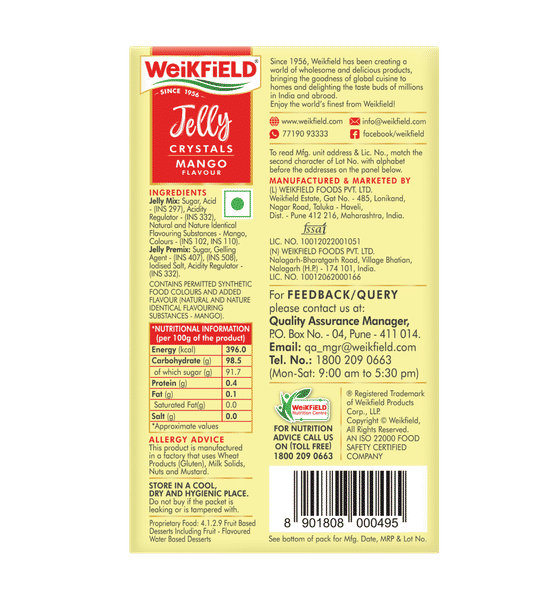 WEIKFIELD®
- SINCE 1956 -
Jelly
CRYSTALS
MANGO
FLAVOUR
INGREDIENTS
Jelly Mix: Sugar, Acid
- (INS 297), Acidity
Regulator -
(INS 332),
Natural and Nature Identical
Flavouring Substances - Mango,
Colours - (INS 102, INS 110).
Jelly Premix: Sugar, Gelling
Agent - (INS 407), (INS 508),
Iodised Salt, Acidity Regulator -
(INS 332).
CONTAINS PERMITTED SYNTHETIC
FOOD COLOURS AND ADDED
FLAVOUR (NATURAL AND NATURE
IDENTICAL FLAVOURING
SUBSTANCES - MANGO).
*NUTRITIONAL INFORMATION
(per 100g of the product)
Energy (kcal) 396.0
Carbohydrate (g) 98.5
of which sugar (g) 91.7
Protein (g) 0.4
Fat (g) 0.1
Saturated Fat(g) 0.0
Salt (g) 0.0
*Approximate values
ALLERGY ADVICE
This product is manufactured
in a factory that uses Wheat
Products (Gluten), Milk Solids,
Nuts and Mustard.
STORE IN A COOL,
DRY AND HYGIENIC PLACE.
Do not buy if the packet is
leaking or is tampered with.
Proprietary Food: 4.1.2.9 Fruit Based
Desserts Including Fruit - Flavoured
Water Based Desserts
Since 1956, Weikfield has been creating a
world of wholesome and delicious products,
bringing the goodness of global cuisine to
homes and delighting the taste buds of millions
in India and abroad.
Enjoy the world's finest from Weikfield!
www.weikfield.com info@weikfield.com
77190 93333 facebook/weikfield
To read Mfg. unit address & Lic. No., match the
second character of Lot No. with alphabet
before the addresses on the panel below.
MANUFACTURED & MARKETED BY
(L) WEIKFIELD FOODS PVT. LTD.
Weikfield Estate, Gat No. - 485, Lonikand,
Nagar Road, Taluka - Haveli,
Dist. - Pune 412 216, Maharashtra, India.
fssai
LIC. NO. 10012022001051
(N) WEIKFIELD FOODS PVT. LTD.
Nalagarh-Bharatgarh Road, Village Bhatian,
Nalagarh (H.P.) - 174 101, India.
LIC. NO. 10012062000166
For FEEDBACK/QUERY
please contact us at:
Quality Assurance Manager,
P.O. Box No. - 04, Pune - 411 014.
Email: qa_mgr@weikfield.com
Tel. No.: 1800 209 0663
(Mon-Sat: 9:00 am to 5:30 pm)
WEIKFIELD
Nutrition Centre
FOR NUTRITION
ADVICE CALL US
ON (TOLL FREE)
1800 209 0663
® Registered Trademark
of Weikfield Products
Corp., LLP.
Copyright © Weikfield,
All Rights Reserved.
AN ISO 22000 FOOD
SAFETY CERTIFIED
COMPANY
8 901808 000495
See bottom of pack for Mfg. Date, MRP & Lot No.